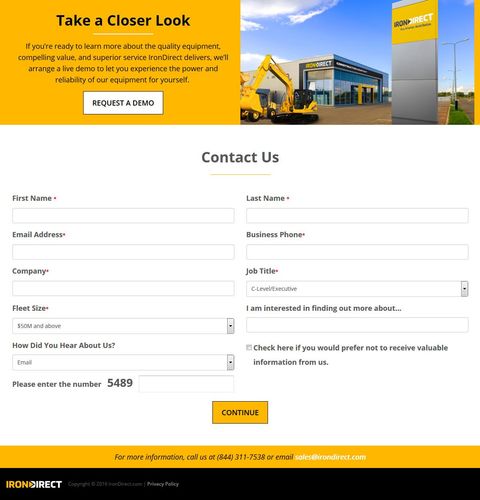 Take a Closer Look
If you're ready to learn more about the quality equipment,
compelling value, and superior service IronDirect delivers, we'll
arrange a live demo to let you experience the power and
reliability of our equipment for yourself.
REQUEST A DEMO
IRONDIRECT
IRONDIRECT
Contact Us
First Name *
Last Name *
Email Address*
Business Phone*
Company*
Job Title*
C-Level/Executive
Fleet Size*
$50M and above
I am interested in finding out more about...
How Did You Hear About Us?
Email
Check here if you would prefer not to receive valuable
information from us.
Please enter the number 5489
CONTINUE
For more information, call us at (844) 311-7538 or email sales@irondirect.com
IRONDIRECT Copyright © 2016 IronDirect.com | Privacy Policy